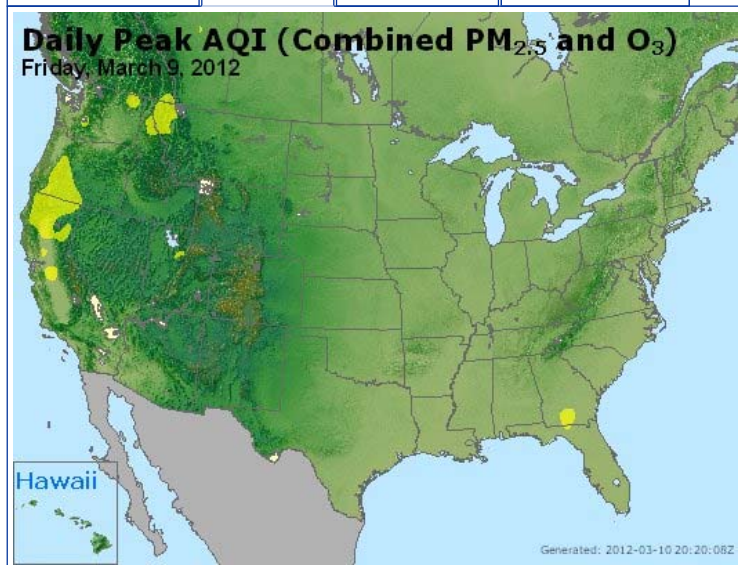 Daily Peak AQI (Combined PM2.5 and O3)
Friday, March 9, 2012
Hawaii
Generated: 2012-03-10 20:20:08Z